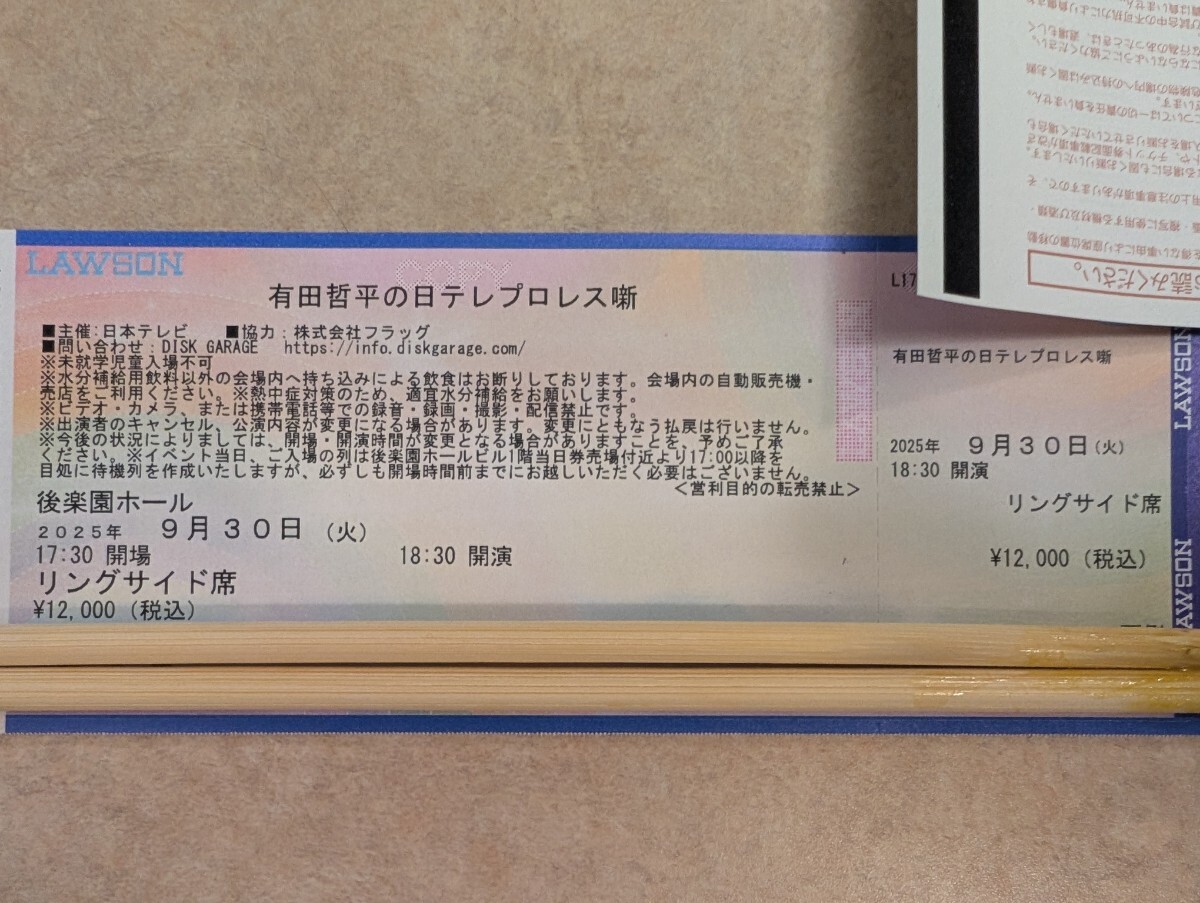 LAWSON
COPY
有田哲平の日テレプロレス噺
■主催:日本テレビ ■協力:株式会社フラッグ
■問い合わせ:DISK GARAGE https://info.diskgarage.com/
※未就学児童入場不可
※水分補給用飲料以外の会場内へ持ち込みによる飲食はお断りしております。会場内の自動販売機・
売店をご利用ください。※熱中症対策のため、適宜水分補給をお願いします。
※ビデオ・カメラ、または携帯電話等での録音・録画・撮影・配信禁止です。
※出演者のキャンセル、公演内容が変更になる場合があります。変更にともなう払戻は行いません。
※今後の状況によりましては、開場・開演時間が変更となる場合がありますことを、予めご了承
ください。※イベント当日、ご入場の列は後楽園ホールビル1階当日券売場付近より17:00以降を
目処に待機列を作成いたしますが、必ずしも開場時間前までにお越しいただく必要はございません。
＜営利目的の転売禁止＞
後楽園ホール
2025年 9月30日(火)
17:30 開場 18:30 開演
リングサイド席
¥12,000(税込)
L17
有田哲平の日テレプロレス噺
2025年 9月30日(火)
18:30 開演
リングサイド席
¥12,000(税込)
LAWSON
LAWSON
読みください。